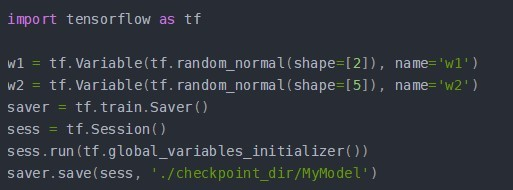 import tensorflow as tf
w1 = tf.Variable(tf.random_normal(shape=[2]), name='w1')
w2 = tf.Variable(tf.random_normal(shape=[5]), name='w2')
saver = tf.train.Saver()
sess = tf.Session()
sess.run(tf.global_variables_initializer())
saver.save(sess, './checkpoint_dir/MyModel')